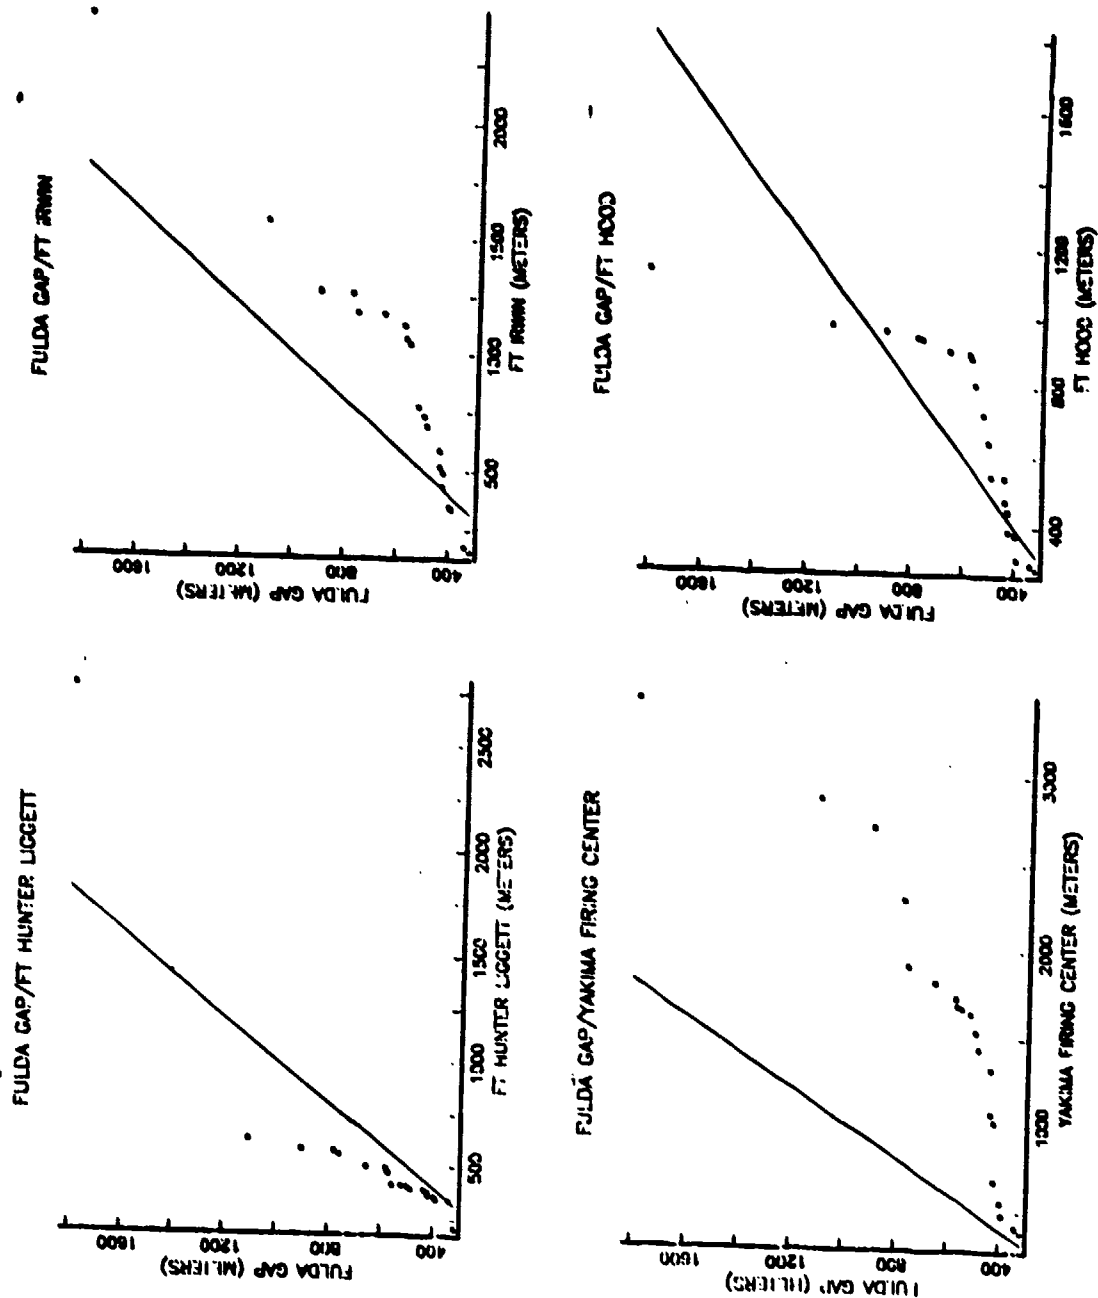 FULDA GAP/FT HUNTER LIGGETT
FULDA GAP (METERS)
1600
1200
800
400
500
1000
1500
2000
2500
FT HUNTER LIGGETT (METERS)
FULDA GAP/FT IRWIN
FULDA GAP (METERS)
1600
1200
800
400
500
1000
1500
2000
FT IRWIN (METERS)
FULDA GAP/YAKIMA FIRING CENTER
FULDA GAP (METERS)
1600
1200
800
400
1000
2000
3000
YAKIMA FIRING CENTER (METERS)
FULDA GAP/FT HOOD
FULDA GAP (METERS)
1600
1200
800
400
400
800
1200
1600
FT HOOD (METERS)